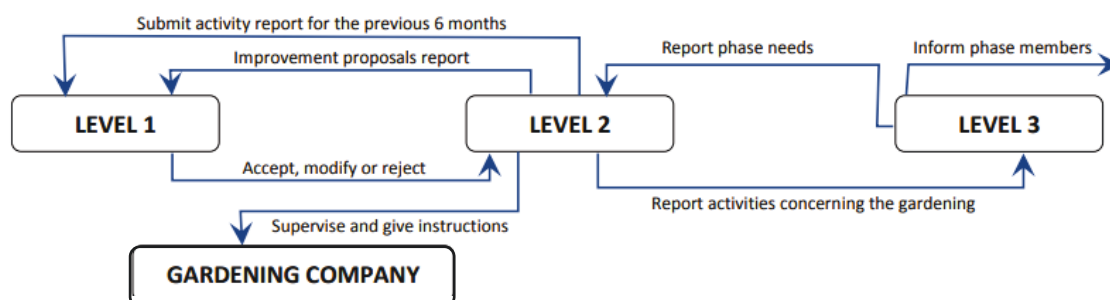 Submit activity report for the previous 6 months
Report phase needs
Inform phase members
Improvement proposals report
LEVEL 1
LEVEL 2
LEVEL 3
Accept, modify or reject
Report activities concerning the gardening
Supervise and give instructions
GARDENING COMPANY